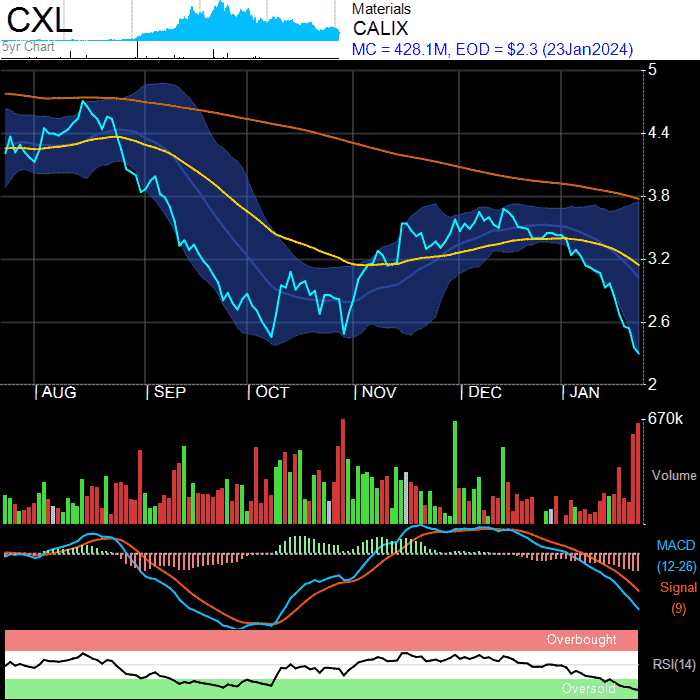 CXL
5yr Chart
Materials
CALIX
MC = 428.1M, EOD = $2.3 (23Jan2024)
5
4.4
3.8
3.2
2.6
2
| AUG | SEP | OCT | NOV | DEC | JAN
670k
Volume
MACD
(12-26)
Signal
(9)
Overbought
RSI(14)
Oversold